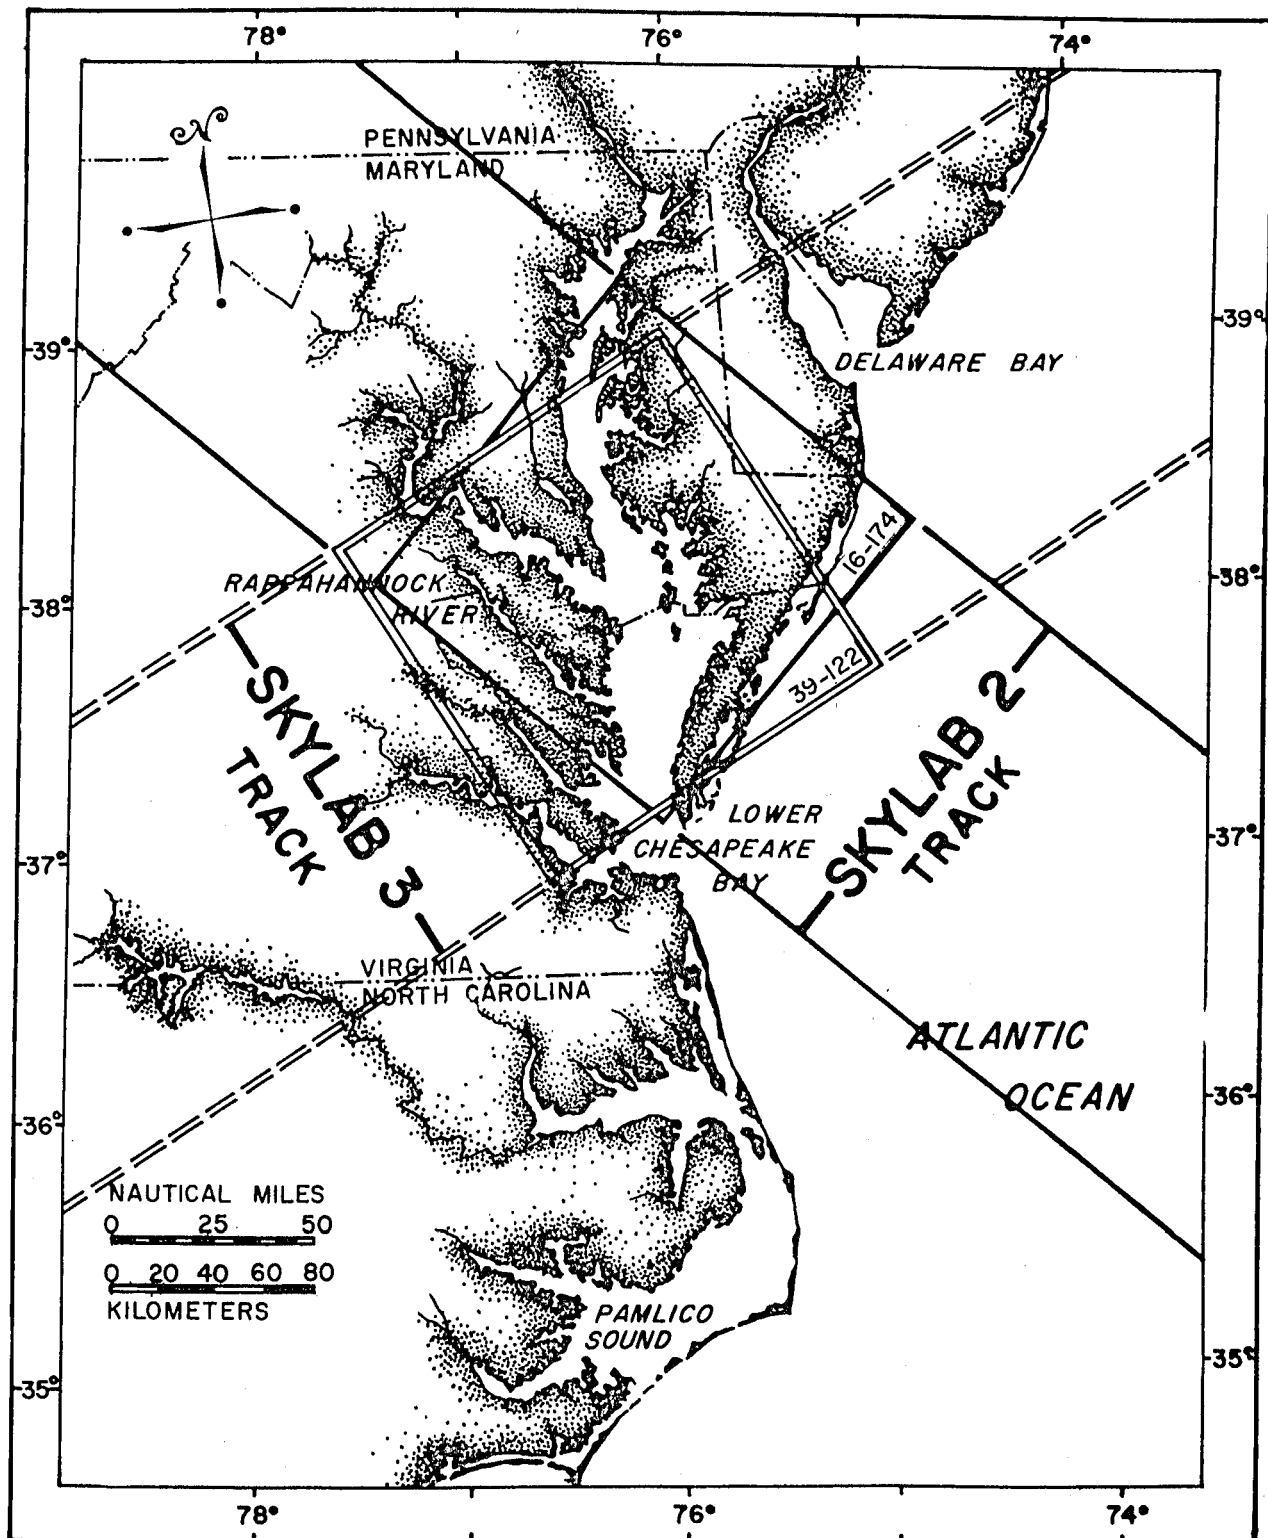 78°
76°
74°
N
PENNSYLVANIA
MARYLAND
39°
39°
DELAWARE BAY
16-174
38°
38°
RAPPAHANNOCK
RIVER
39-122
SKYLAB 3
TRACK
SKYLAB 2
TRACK
LOWER
CHESAPEAKE
BAY
37°
37°
VIRGINIA
NORTH CAROLINA
ATLANTIC
OCEAN
36°
36°
NAUTICAL MILES
0 25 50
0 20 40 60 80
KILOMETERS
PAMLICO
SOUND
35°
35°
78°
76°
74°